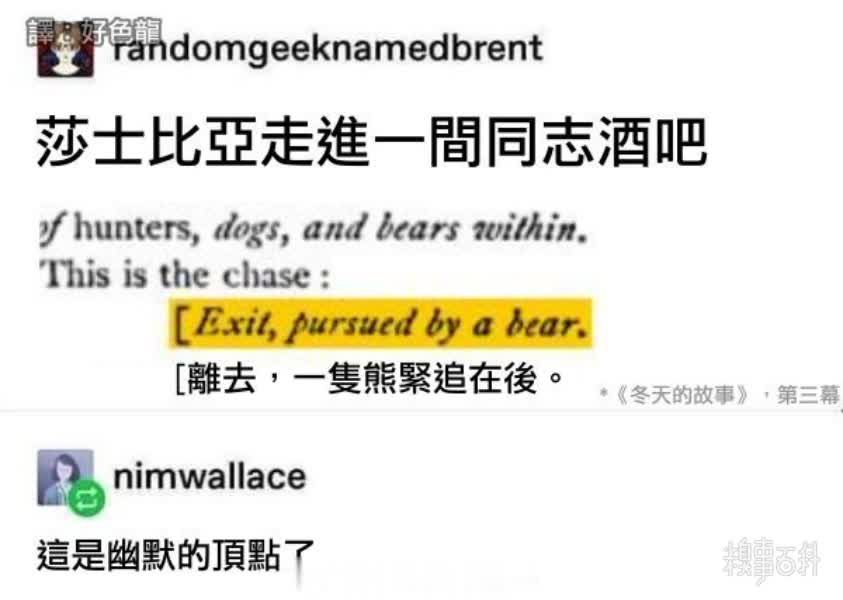 譯：好色龍
randomgeeknamedbrent
莎士比亞走進一間同志酒吧
of hunters, dogs, and bears within.
This is the chase :
[Exit, pursued by a bear.
[離去，一隻熊緊追在後。
*《冬天的故事》，第三幕
nimwallace
這是幽默的頂點了
糗事百科